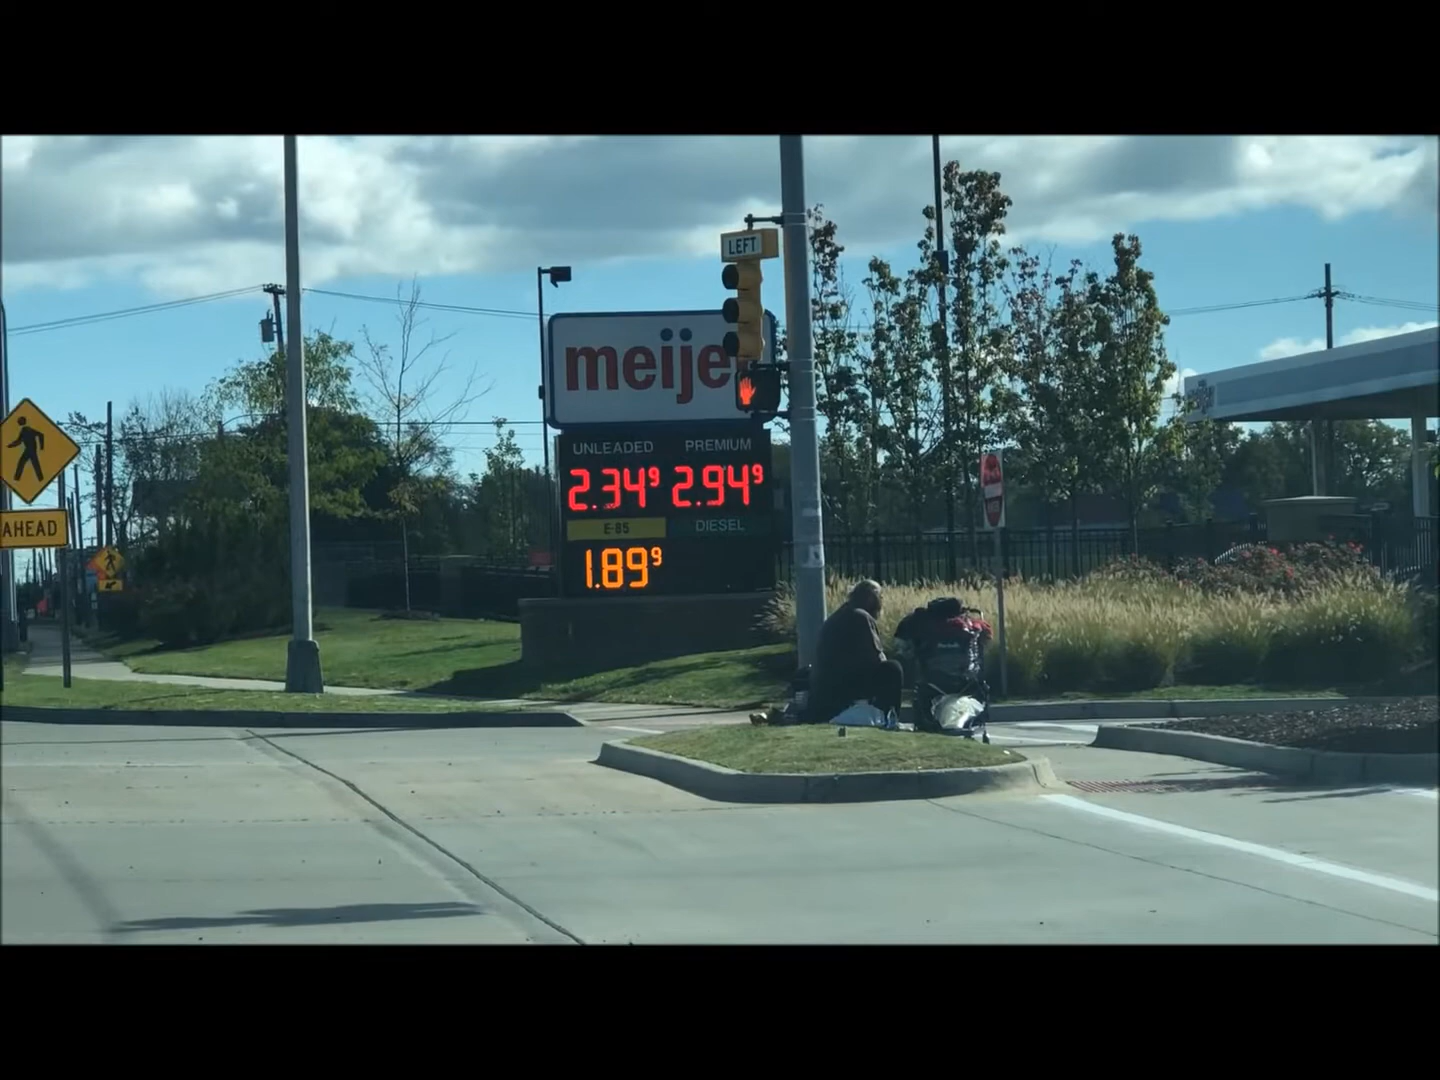 LEFT
meije
UNLEADED PREMIUM
2.34⁹ 2.94⁹
E-85 DIESEL
1.89⁹
AHEAD